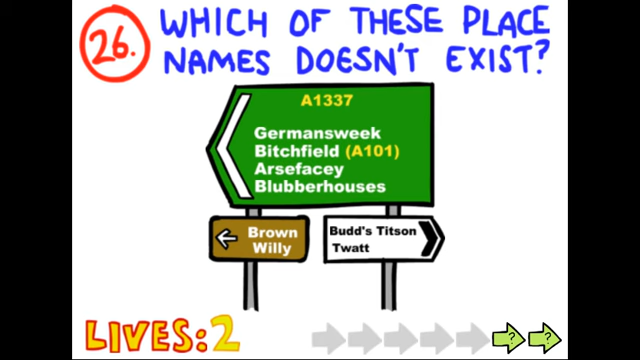 26.
WHICH OF THESE PLACE
NAMES DOESN'T EXIST?
A1337
Germansweek
Bitchfield (A101)
Arsefacey
Blubberhouses
Brown
Willy
Budd's Titson
Twatt
LIVES:2
? ?